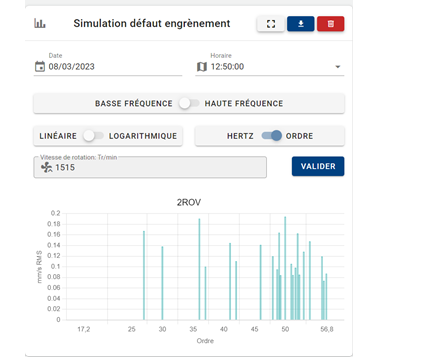 Simulation défaut engrènement
Date
08/03/2023
Horaire
12:50:00
BASSE FRÉQUENCE HAUTE FRÉQUENCE
LINÉAIRE LOGARITHMIQUE
HERTZ ORDRE
Vitesse de rotation: Tr/min
1515
VALIDER
2ROV
mm/s RMS
0.2
0.18
0.16
0.14
0.12
0.1
0.08
0.06
0.04
0.02
0
17,2 25 30 35 40 45 50 56,8
Ordre